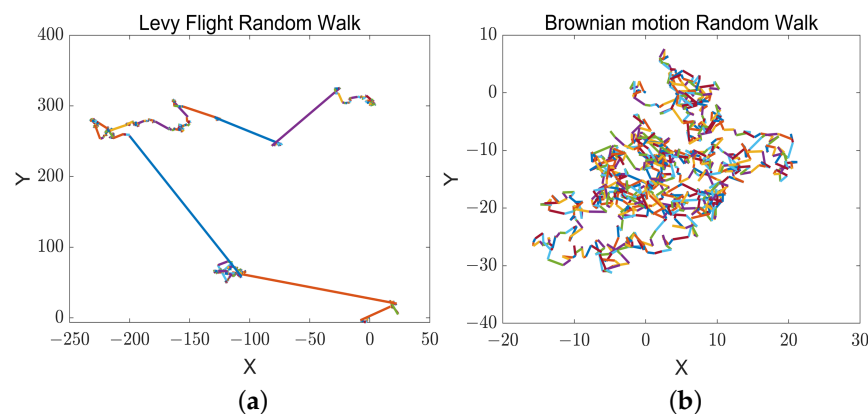 Levy Flight Random Walk
400
300
200
100
0
Y
−250 −200 −150 −100 −50 0 50
X
(a)
Brownian motion Random Walk
10
0
−10
−20
−30
−40
Y
−20 −10 0 10 20 30
X
(b)